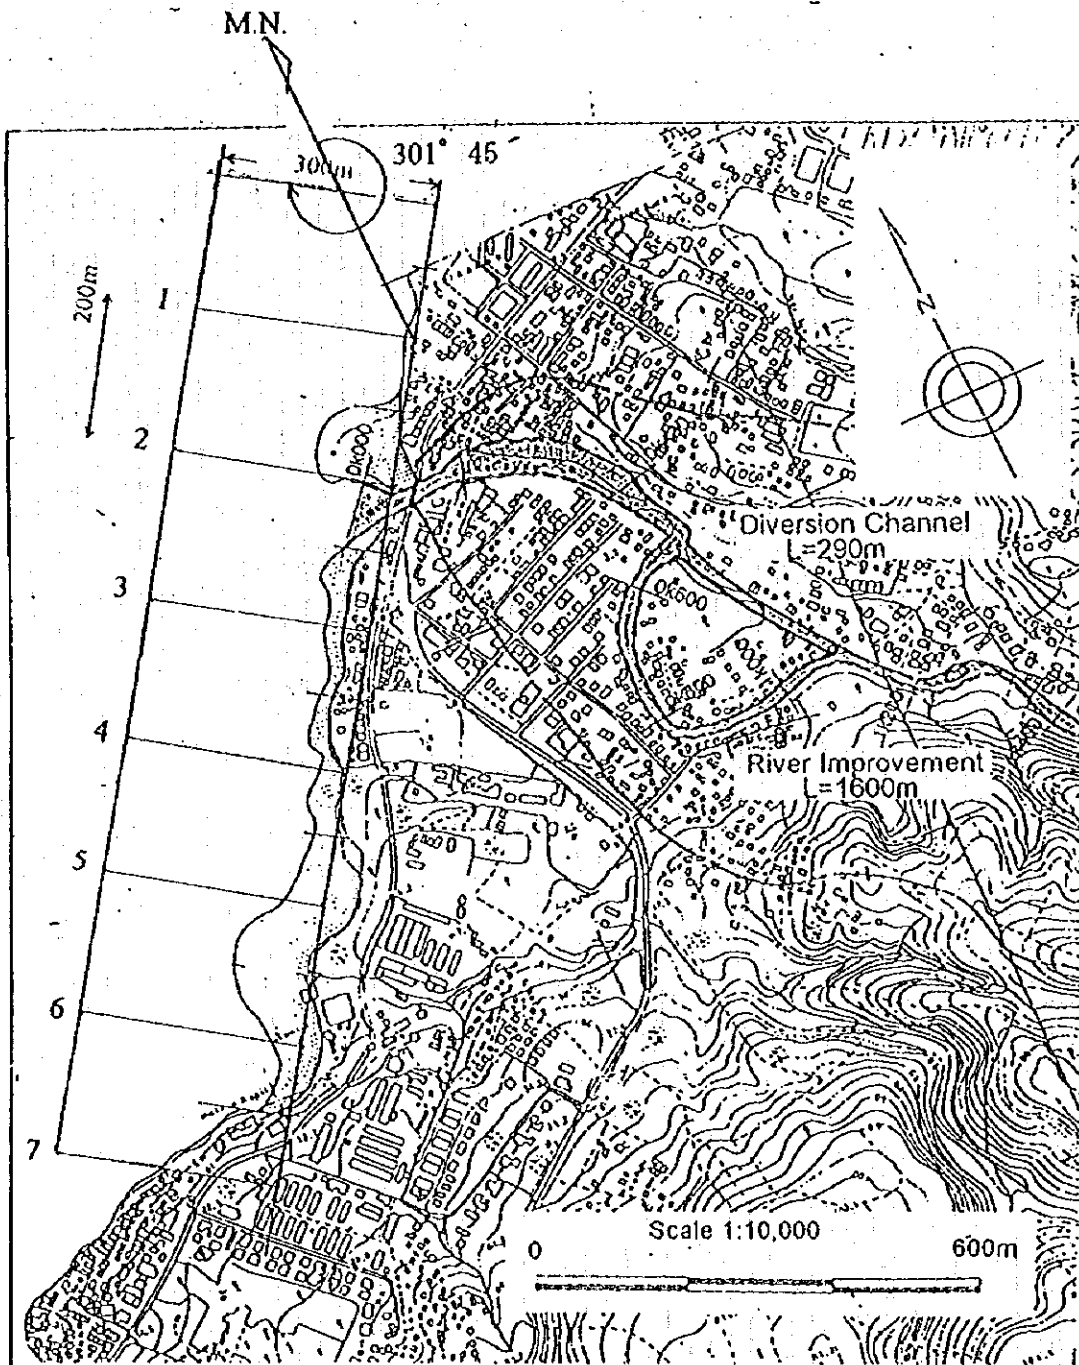 M.N.
301° 45
300m
200m
1
2
3
4
5
6
7
N
Diversion Channel
L=290m
River Improvement
L=1600m
Scale 1:10,000
0
600m